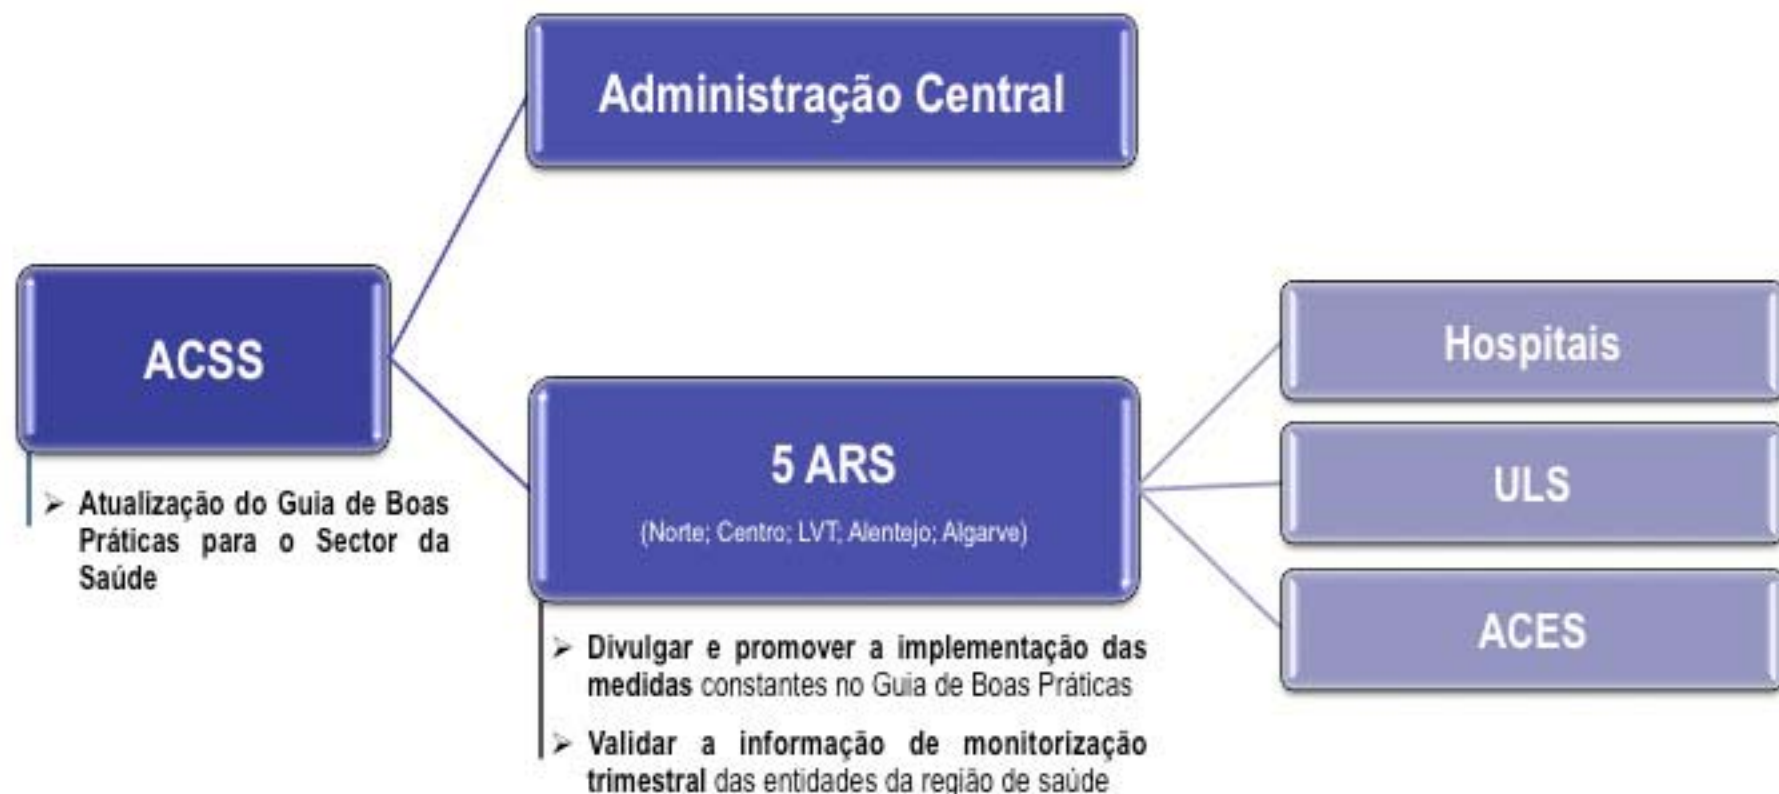 Administração Central
ACSS
➢ Atualização do Guia de Boas
Práticas para o Sector da
Saúde
5 ARS
(Norte; Centro; LVT; Alentejo; Algarve)
➢ Divulgar e promover a implementação das
medidas constantes no Guia de Boas Práticas
➢ Validar a informação de monitorização
trimestral das entidades da região de saúde
Hospitais
ULS
ACES